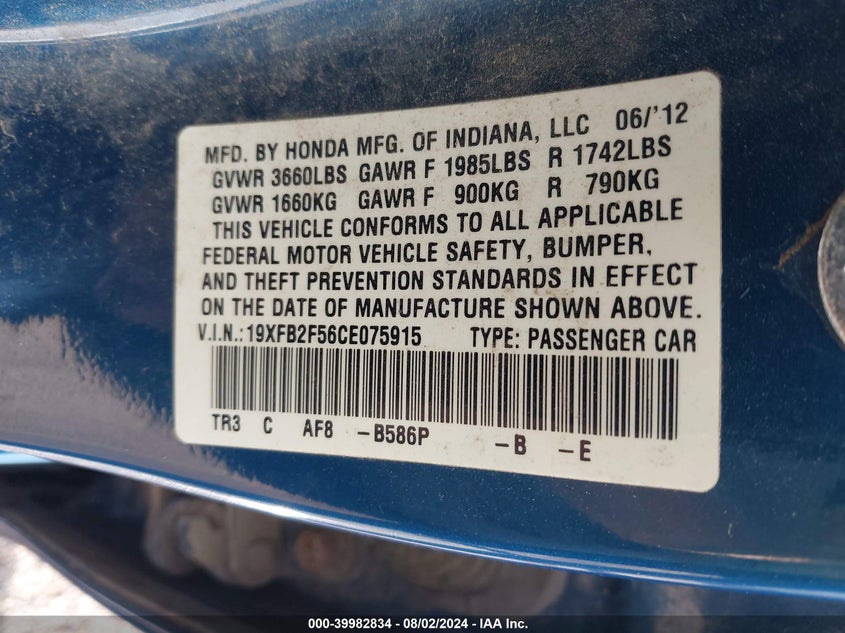 MFD. BY HONDA MFG. OF INDIANA, LLC 06/'12
GVWR 3660LBS GAWR F 1985LBS R 1742LBS
GVWR 1660KG GAWR F 900KG R 790KG
THIS VEHICLE CONFORMS TO ALL APPLICABLE
FEDERAL MOTOR VEHICLE SAFETY, BUMPER,
AND THEFT PREVENTION STANDARDS IN EFFECT
ON THE DATE OF MANUFACTURE SHOWN ABOVE.
V.I.N.:19XFB2F56CE075915 TYPE: PASSENGER CAR
TR3 C AF8 -B586P -B -E
000-39982834 - 08/02/2024 - IAA Inc.